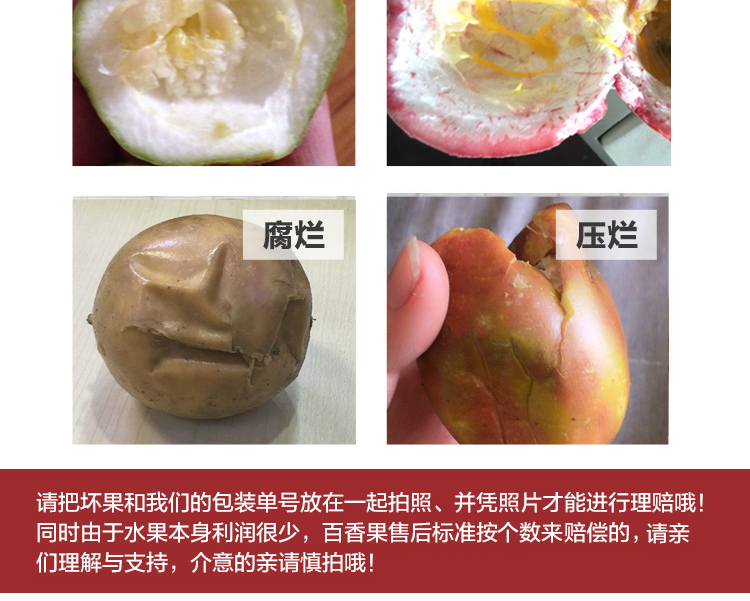 腐烂
压烂
请把坏果和我们的包装单号放在一起拍照、并凭照片才能进行理赔哦！
同时由于水果本身利润很少，百香果售后标准按个数来赔偿的，请亲
们理解与支持，介意的亲请慎拍哦！